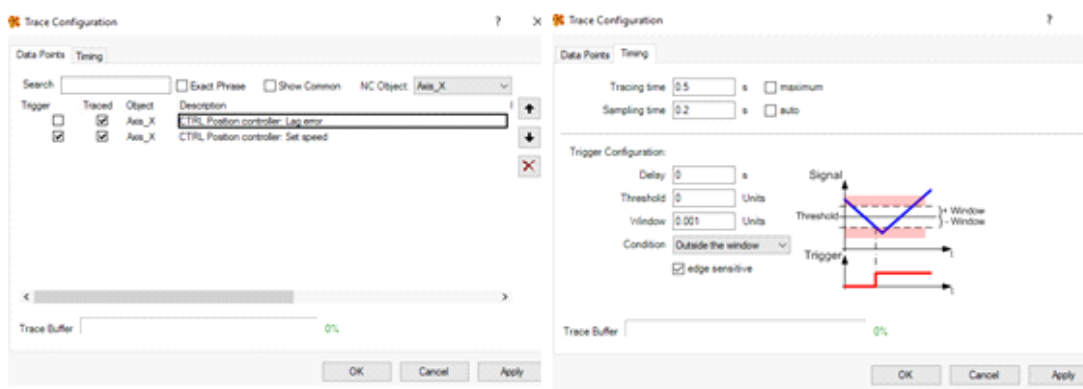 Trace Configuration ?
Data Points Timing
Search Exact Phrase Show Common NC Object: Axis_X
Trigger Traced Object Description
Axis_X CTRL Position controller: Lag error
Axis_X CTRL Position controller: Set speed
Trace Buffer 0%
OK Cancel Apply
Trace Configuration ?
Data Points Timing
Tracing time 0.5 s maximum
Sampling time 0.2 s auto
Trigger Configuration:
Delay 0 s
Threshold 0 Units
Window 0.001 Units
Condition Outside the window
edge sensitive
Signal
Threshold
+ Window
- Window
t
Trigger
t
Trace Buffer 0%
OK Cancel Apply